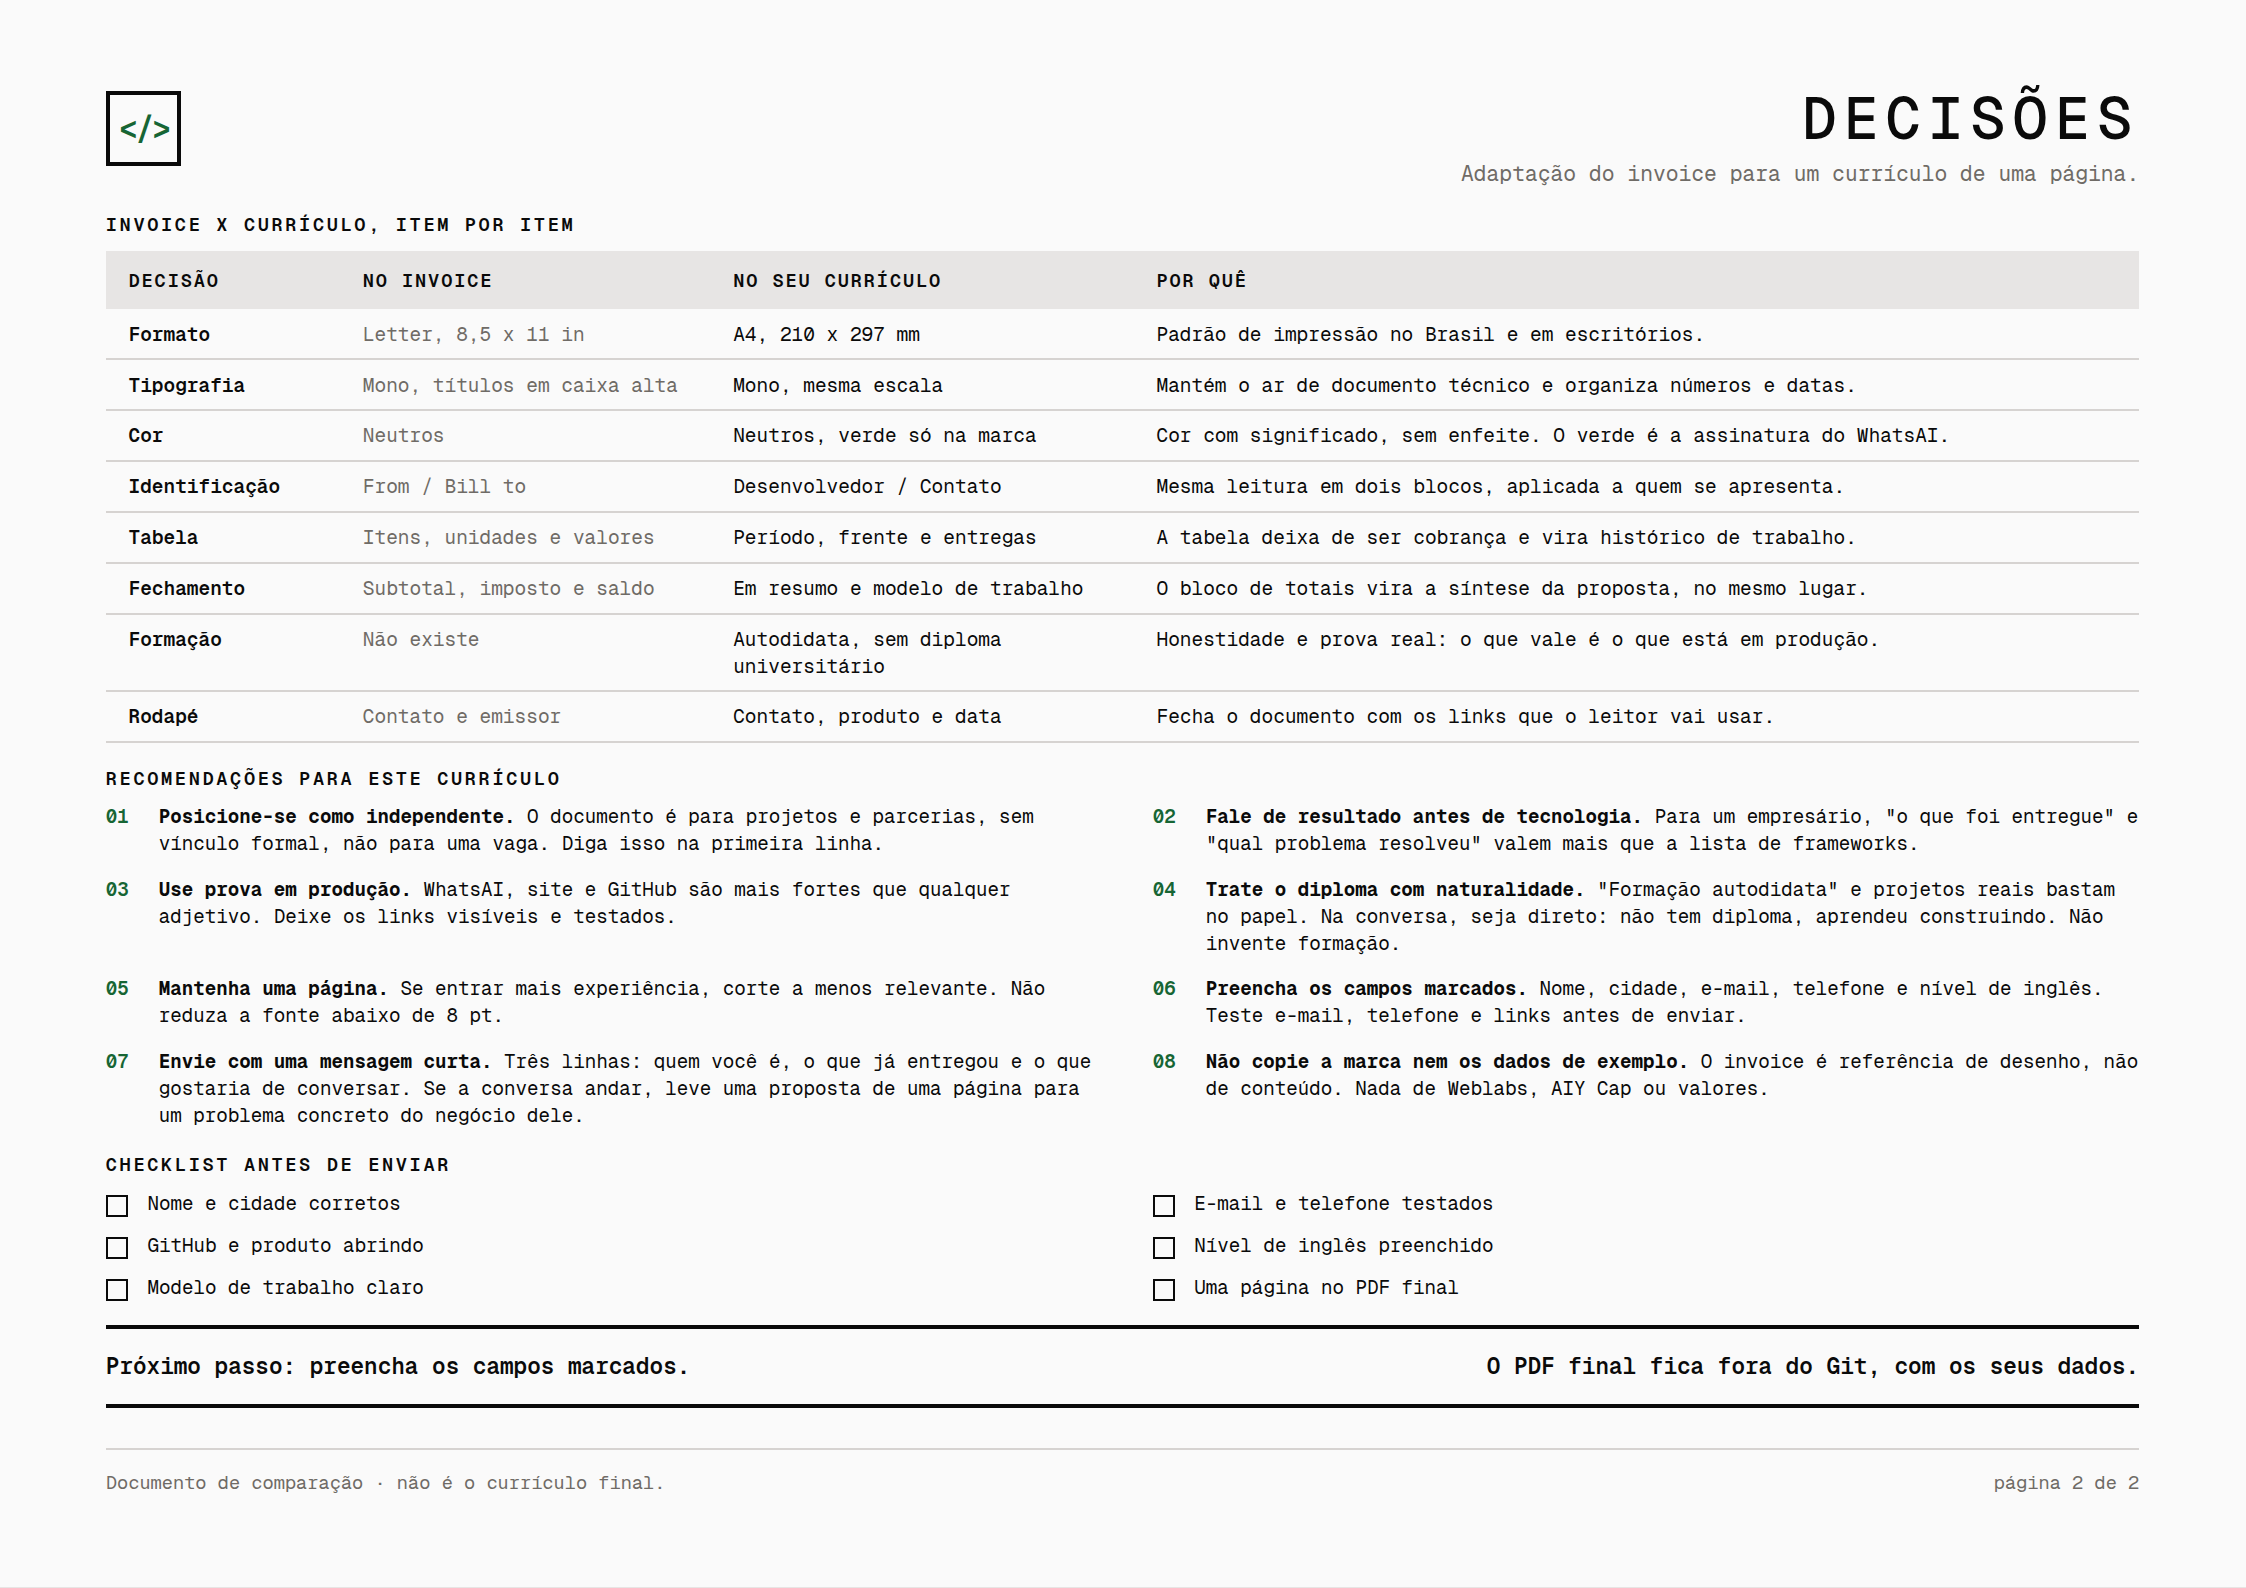 </>
DECISÕES
Adaptação do invoice para um currículo de uma página.
INVOICE X CURRÍCULO, ITEM POR ITEM
DECISÃO NO INVOICE NO SEU CURRÍCULO POR QUÊ
Formato Letter, 8,5 x 11 in A4, 210 x 297 mm Padrão de impressão no Brasil e em escritórios.
Tipografia Mono, títulos em caixa alta Mono, mesma escala Mantém o ar de documento técnico e organiza números e datas.
Cor Neutros Neutros, verde só na marca Cor com significado, sem enfeite. O verde é a assinatura do WhatsAI.
Identificação From / Bill to Desenvolvedor / Contato Mesma leitura em dois blocos, aplicada a quem se apresenta.
Tabela Itens, unidades e valores Período, frente e entregas A tabela deixa de ser cobrança e vira histórico de trabalho.
Fechamento Subtotal, imposto e saldo Em resumo e modelo de trabalho O bloco de totais vira a síntese da proposta, no mesmo lugar.
Formação Não existe Autodidata, sem diploma Honestidade e prova real: o que vale é o que está em produção.
universitário
Rodapé Contato e emissor Contato, produto e data Fecha o documento com os links que o leitor vai usar.
RECOMENDAÇÕES PARA ESTE CURRÍCULO
01 Posicione-se como independente. O documento é para projetos e parcerias, sem
vínculo formal, não para uma vaga. Diga isso na primeira linha.
02 Fale de resultado antes de tecnologia. Para um empresário, "o que foi entregue" e
"qual problema resolveu" valem mais que a lista de frameworks.
03 Use prova em produção. WhatsAI, site e GitHub são mais fortes que qualquer
adjetivo. Deixe os links visíveis e testados.
04 Trate o diploma com naturalidade. "Formação autodidata" e projetos reais bastam
no papel. Na conversa, seja direto: não tem diploma, aprendeu construindo. Não
invente formação.
05 Mantenha uma página. Se entrar mais experiência, corte a menos relevante. Não
reduza a fonte abaixo de 8 pt.
06 Preencha os campos marcados. Nome, cidade, e-mail, telefone e nível de inglês.
Teste e-mail, telefone e links antes de enviar.
07 Envie com uma mensagem curta. Três linhas: quem você é, o que já entregou e o que
gostaria de conversar. Se a conversa andar, leve uma proposta de uma página para
um problema concreto do negócio dele.
08 Não copie a marca nem os dados de exemplo. O invoice é referência de desenho, não
de conteúdo. Nada de Weblabs, AIY Cap ou valores.
CHECKLIST ANTES DE ENVIAR
Nome e cidade corretos E-mail e telefone testados
GitHub e produto abrindo Nível de inglês preenchido
Modelo de trabalho claro Uma página no PDF final
Próximo passo: preencha os campos marcados. O PDF final fica fora do Git, com os seus dados.
Documento de comparação · não é o currículo final. página 2 de 2